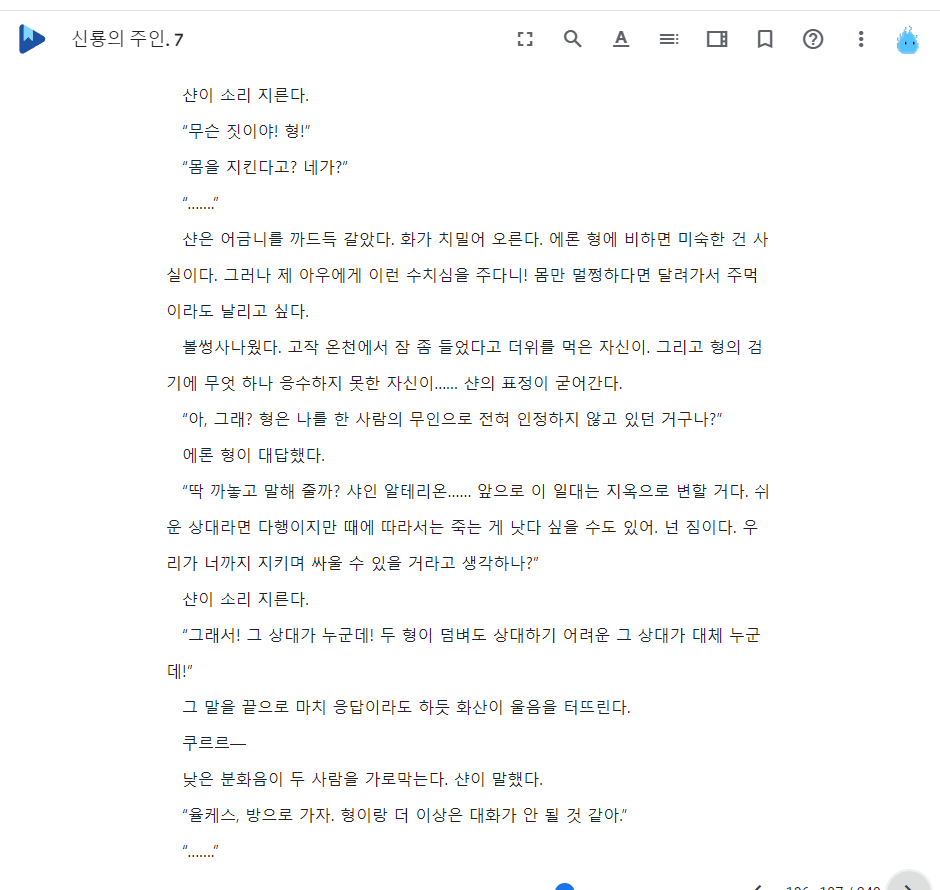 신룡의 주인. 7
샨이 소리 지른다.
“무슨 짓이야! 형!”
“몸을 지킨다고? 네가?”
“…….”
샨은 어금니를 까드득 갈았다. 화가 치밀어 오른다. 에론 형에 비하면 미숙한 건 사
실이다. 그러나 제 아우에게 이런 수치심을 주다니! 몸만 멀쩡하다면 달려가서 주먹
이라도 날리고 싶다.
볼썽사나웠다. 고작 온천에서 잠 좀 들었다고 더위를 먹은 자신이. 그리고 형의 검
기에 무엇 하나 응수하지 못한 자신이…… 샨의 표정이 굳어간다.
“아, 그래? 형은 나를 한 사람의 무인으로 전혀 인정하지 않고 있던 거구나?”
에론 형이 대답했다.
“딱 까놓고 말해 줄까? 샤인 알테리온…… 앞으로 이 일대는 지옥으로 변할 거다. 쉬
운 상대라면 다행이지만 때에 따라서는 죽는 게 낫다 싶을 수도 있어. 넌 짐이다. 우
리가 너까지 지키며 싸울 수 있을 거라고 생각하나?”
샨이 소리 지른다.
“그래서! 그 상대가 누군데! 두 형이 덤벼도 상대하기 어려운 그 상대가 대체 누군
데!”
그 말을 끝으로 마치 응답이라도 하듯 화산이 울음을 터뜨린다.
쿠르르—
낮은 분화음이 두 사람을 가로막는다. 샨이 말했다.
“율케스, 방으로 가자. 형이랑 더 이상은 대화가 안 될 것 같아.”
“…….”